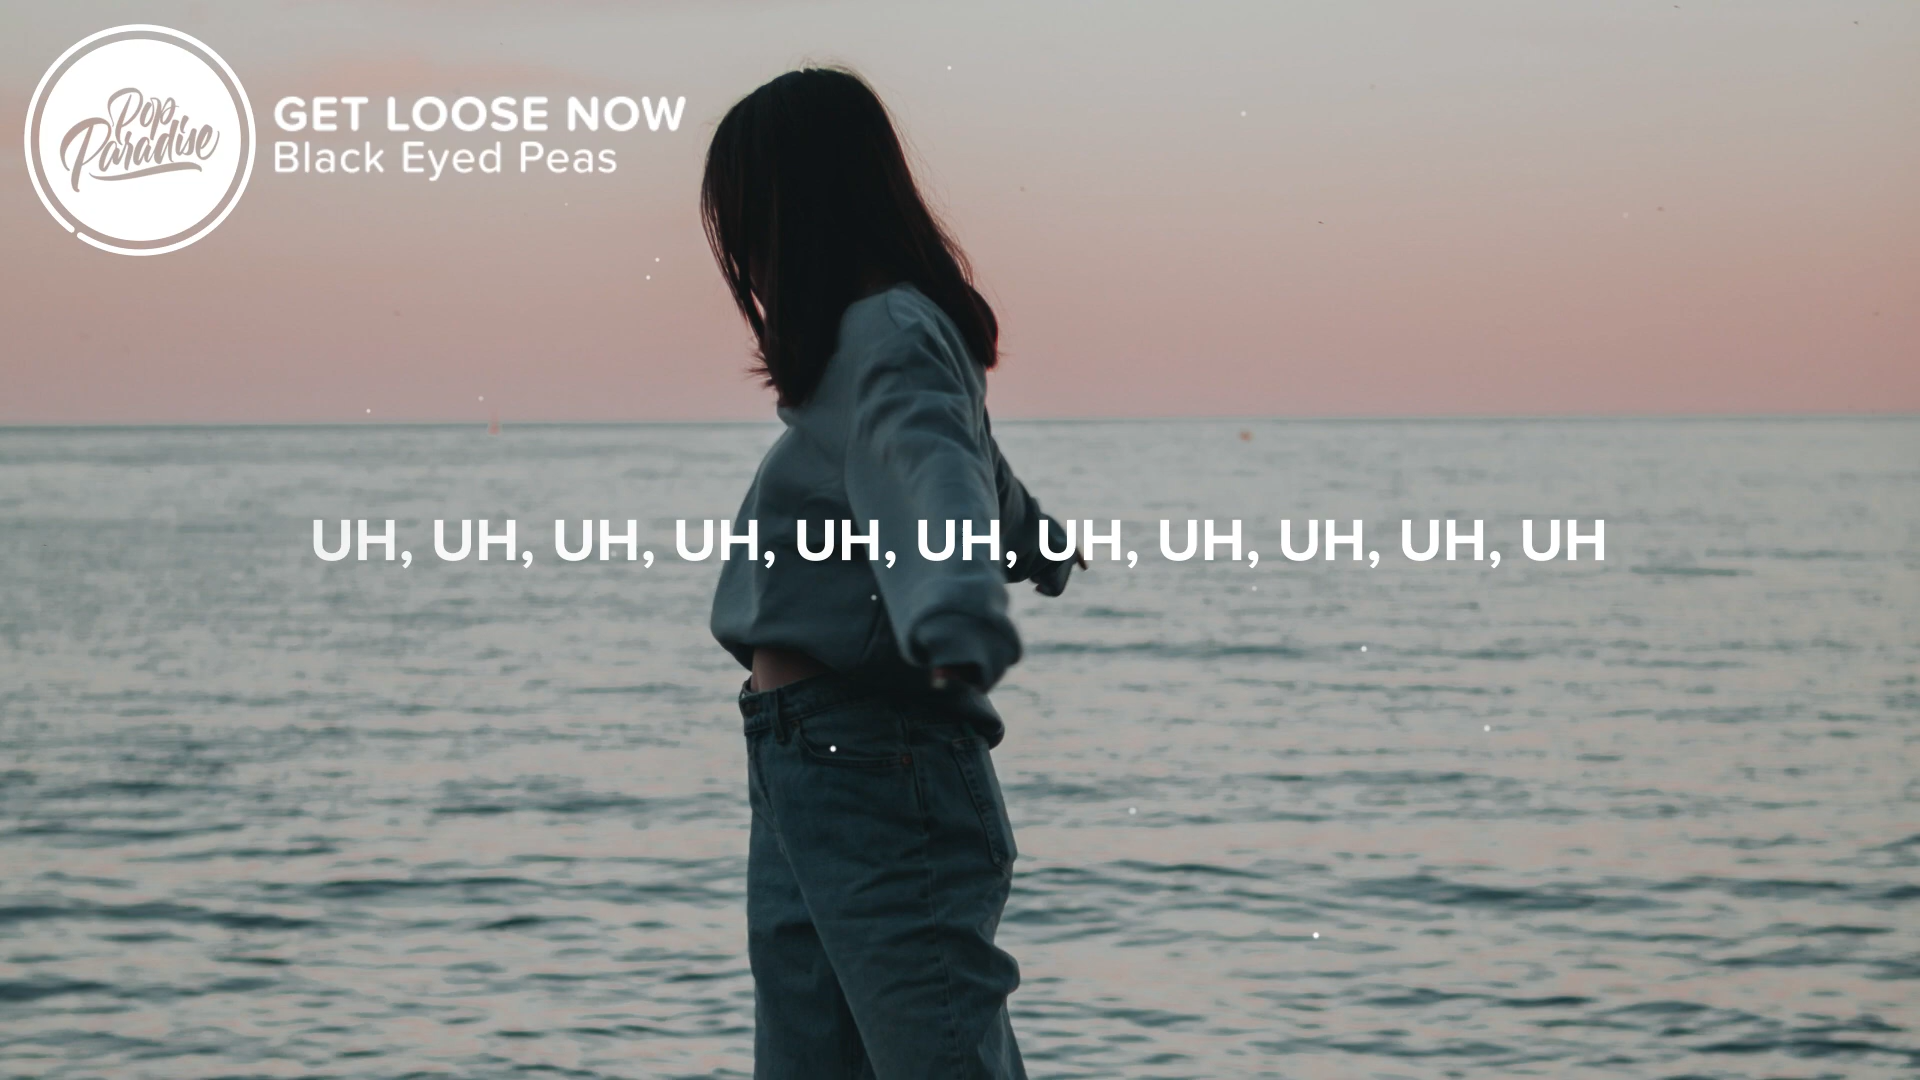 Pop
Paradise
GET LOOSE NOW
Black Eyed Peas
UH, UH, UH, UH, UH, UH, UH, UH, UH, UH, UH